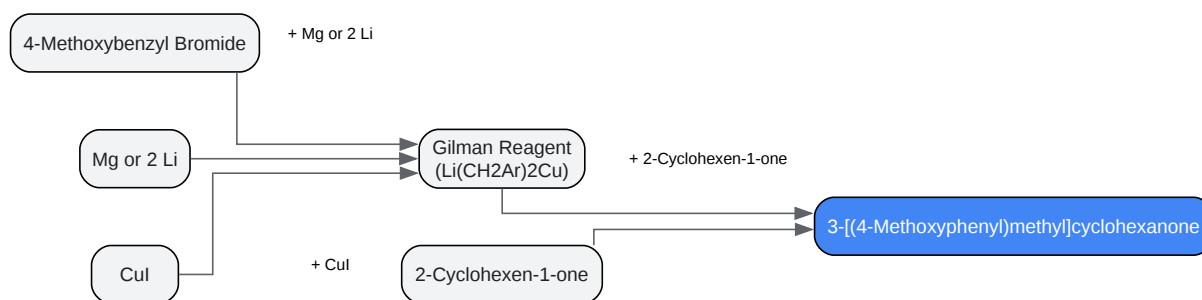 4-Methoxybenzyl Bromide
+ Mg or 2 Li
Mg or 2 Li
Gilman Reagent
(Li(CH2Ar)2Cu)
+ 2-Cyclohexen-1-one
3-[(4-Methoxyphenyl)methyl]cyclohexanone
CuI
+ CuI
2-Cyclohexen-1-one